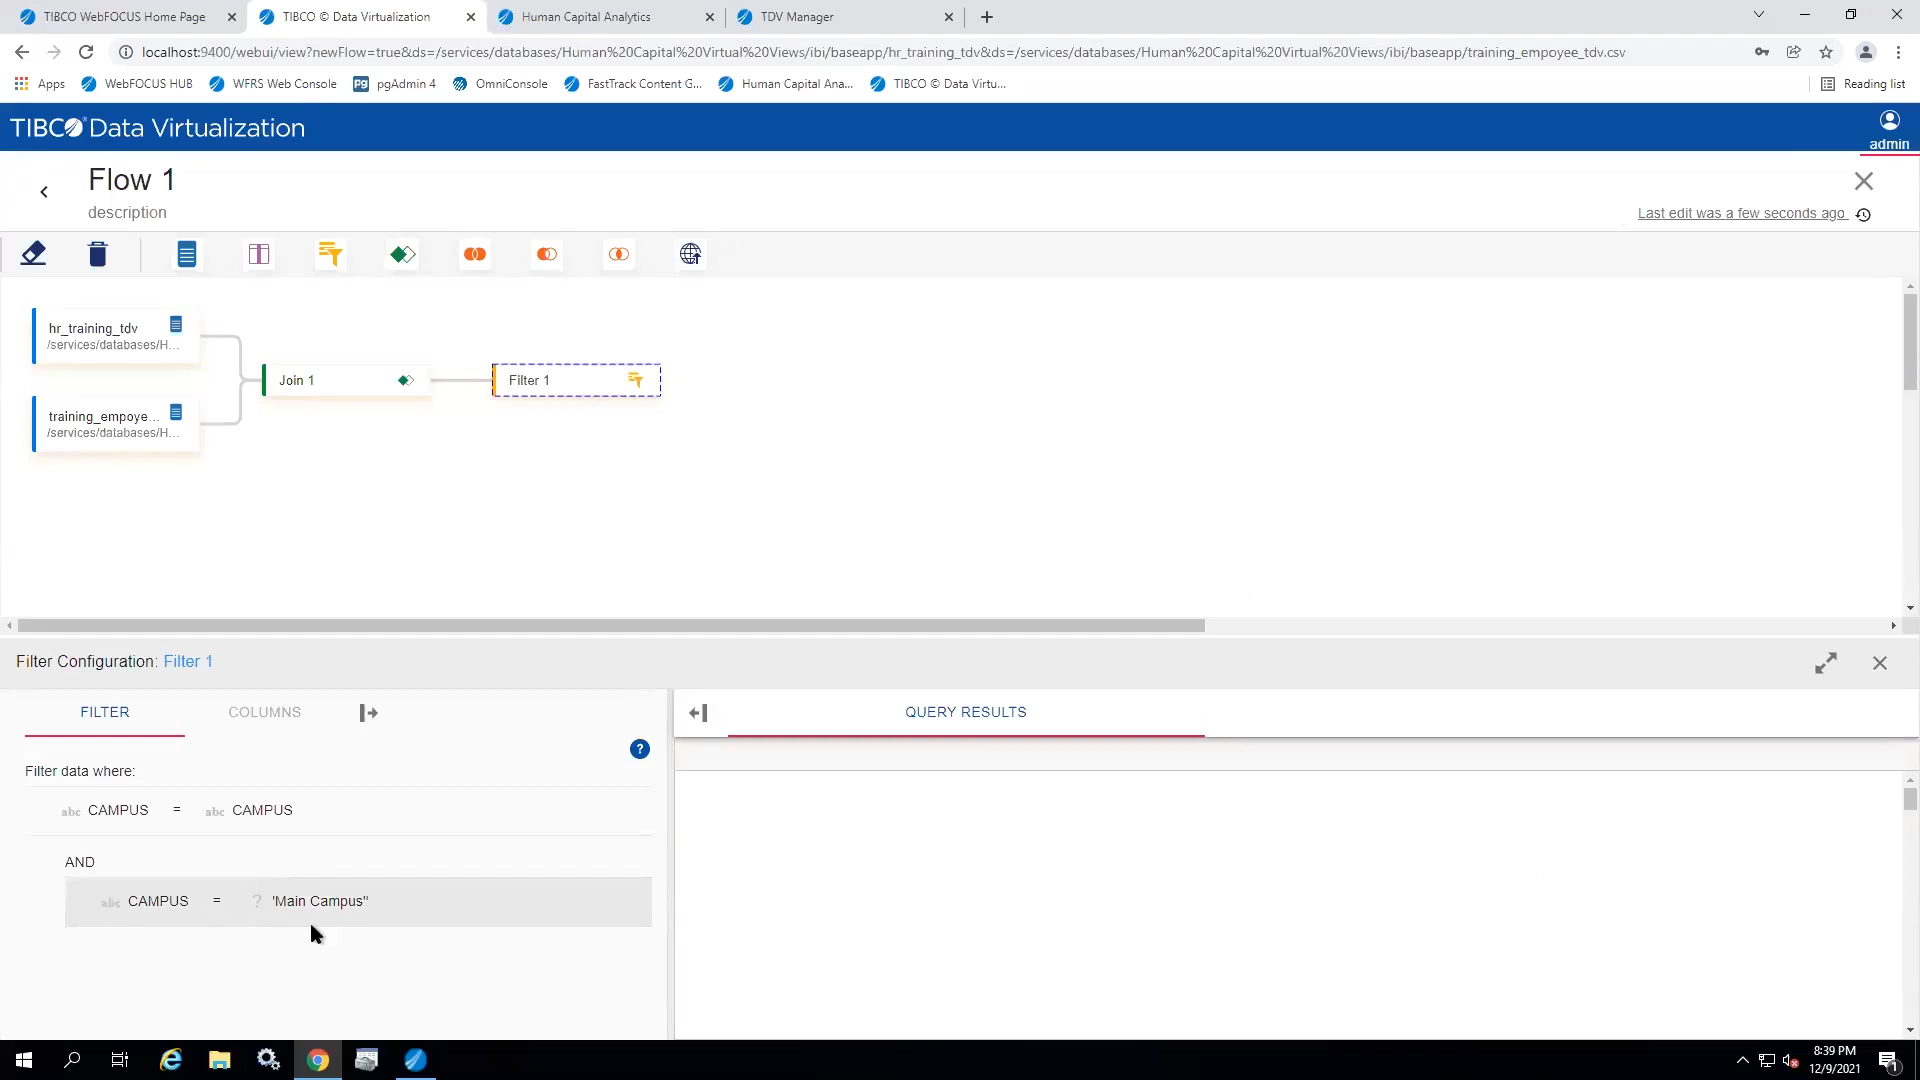 TIBCO WebFOCUS Home Page
TIBCO © Data Virtualization
Human Capital Analytics
TDV Manager
localhost:9400/webui/view?newFlow=true&ds=/services/databases/Human%20Capital%20Virtual%20Views/ibi/baseapp/hr_training_tdv&ds=/services/databases/Human%20Capital%20Virtual%20Views/ibi/baseapp/training_empoyee_tdv.csv
Apps
WebFOCUS HUB
WFRS Web Console
Pg pgAdmin 4
OmniConsole
FastTrack Content G...
Human Capital Ana...
TIBCO © Data Virtu...
Reading list
TIBCO® Data Virtualization
admin
Flow 1
description
Last edit was a few seconds ago
hr_training_tdv
/services/databases/H...
Join 1
Filter 1
training_empoye...
/services/databases/H...
Filter Configuration: Filter 1
FILTER
COLUMNS
QUERY RESULTS
?
Filter data where:
abc CAMPUS = abc CAMPUS
AND
abc CAMPUS = ? 'Main Campus''
8:39 PM
12/9/2021
1